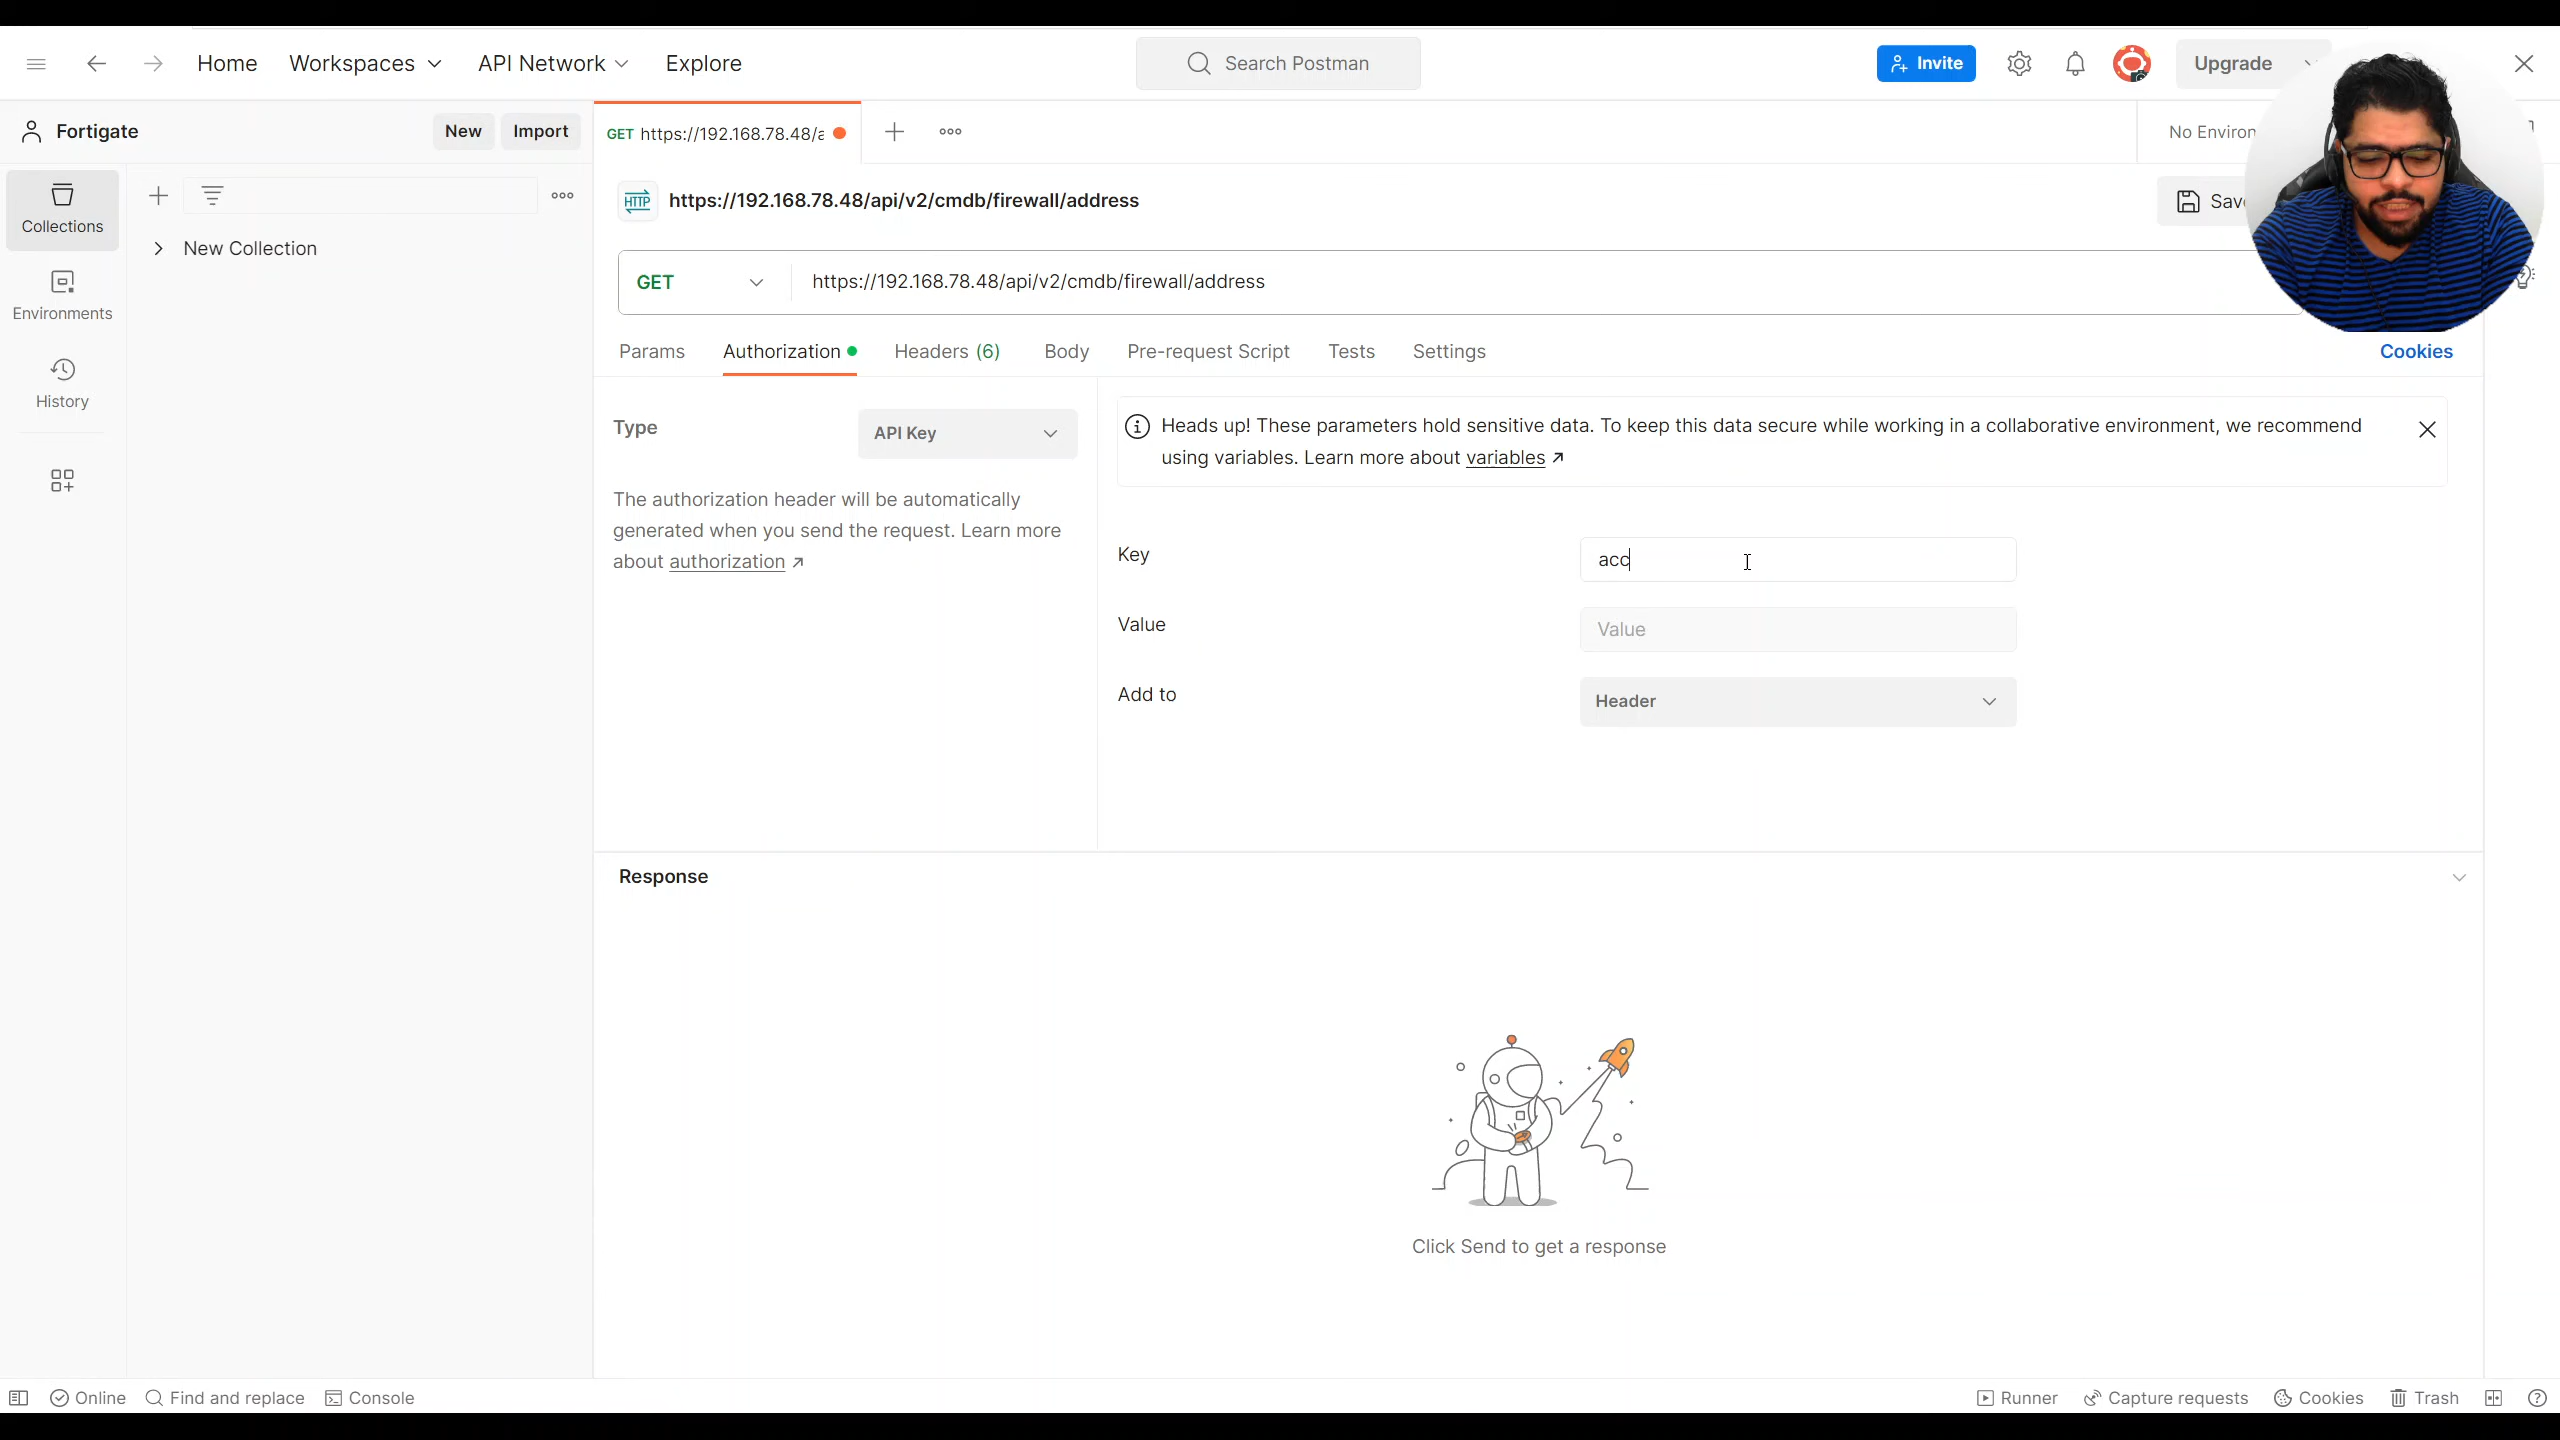 Home
Workspaces
API Network
Explore
Search Postman
Invite
Upgrade
Fortigate
New
Import
GET https://192.168.78.48/a
No Environ
Collections
New Collection
HTTP
https://192.168.78.48/api/v2/cmdb/firewall/address
Save
Environments
GET
https://192.168.78.48/api/v2/cmdb/firewall/address
History
Params
Authorization
Headers (6)
Body
Pre-request Script
Tests
Settings
Cookies
Type
API Key
Heads up! These parameters hold sensitive data. To keep this data secure while working in a collaborative environment, we recommend
using variables. Learn more about variables ↗
The authorization header will be automatically
generated when you send the request. Learn more
about authorization ↗
Key
acc
Value
Value
Add to
Header
Response
Click Send to get a response
Online
Find and replace
Console
Runner
Capture requests
Cookies
Trash